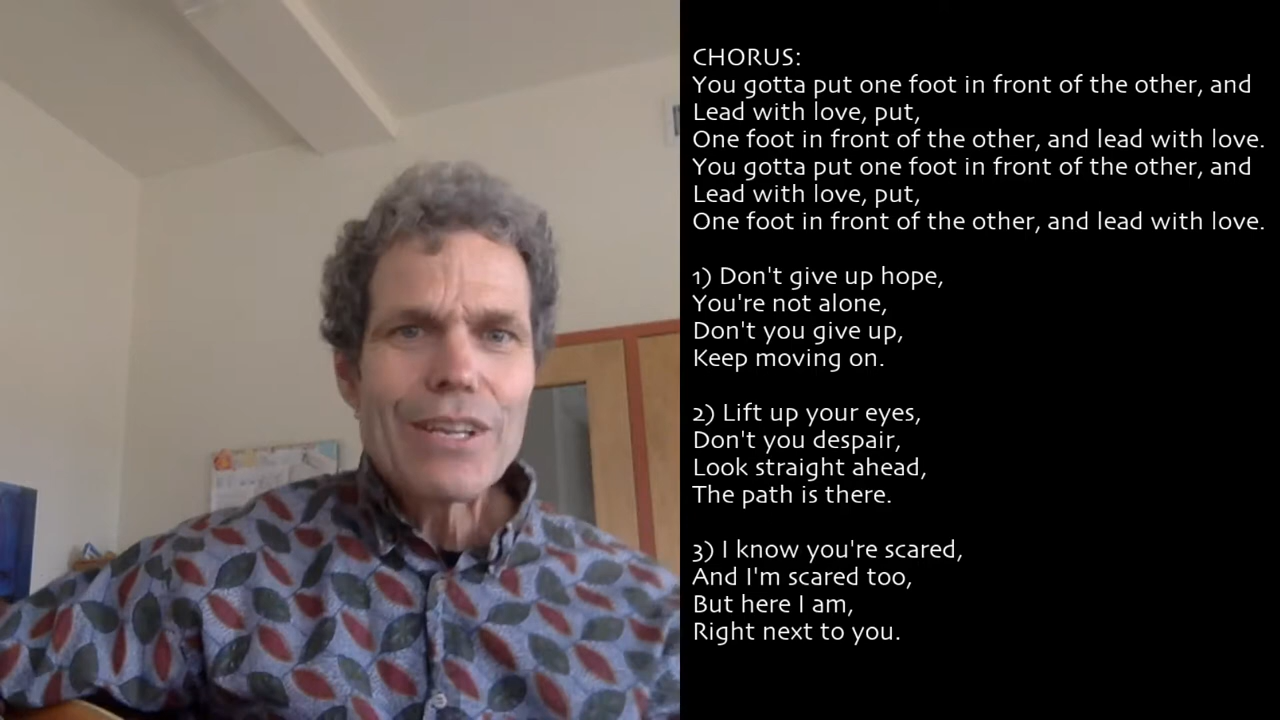 CHORUS:
You gotta put one foot in front of the other, and
Lead with love, put,
One foot in front of the other, and lead with love.
You gotta put one foot in front of the other, and
Lead with love, put,
One foot in front of the other, and lead with love.
1) Don't give up hope,
You're not alone,
Don't you give up,
Keep moving on.
2) Lift up your eyes,
Don't you despair,
Look straight ahead,
The path is there.
3) I know you're scared,
And I'm scared too,
But here I am,
Right next to you.